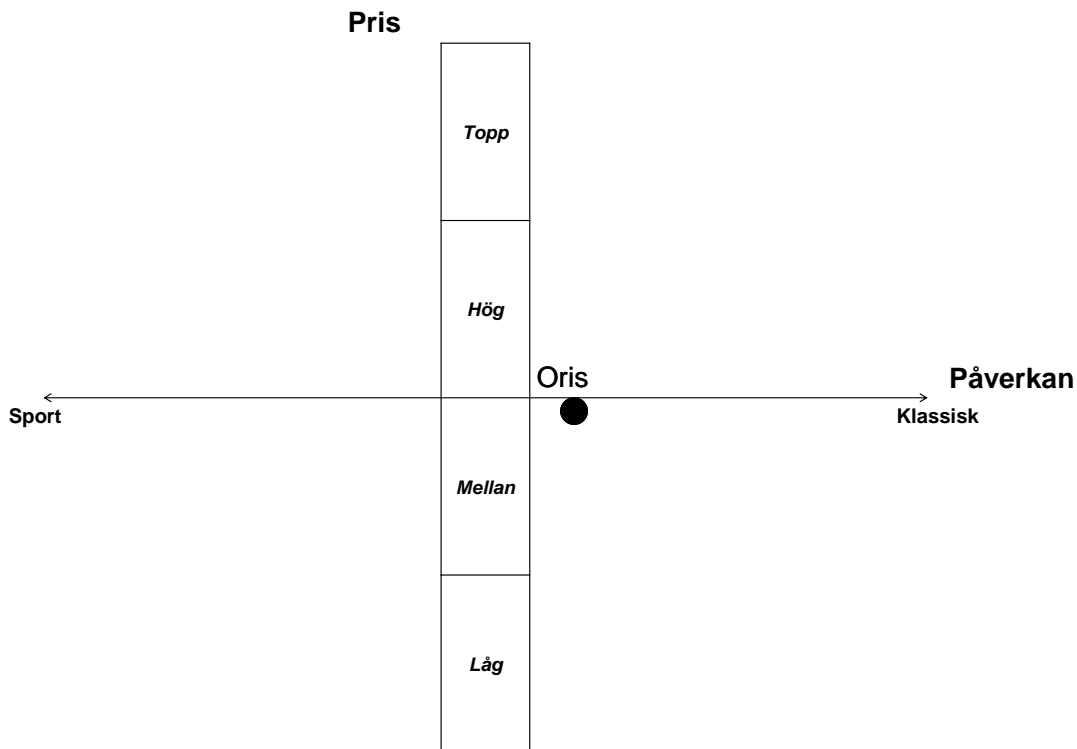 Pris
Topp
Hög
Oris
Påverkan
Sport
Klassisk
Mellan
Låg